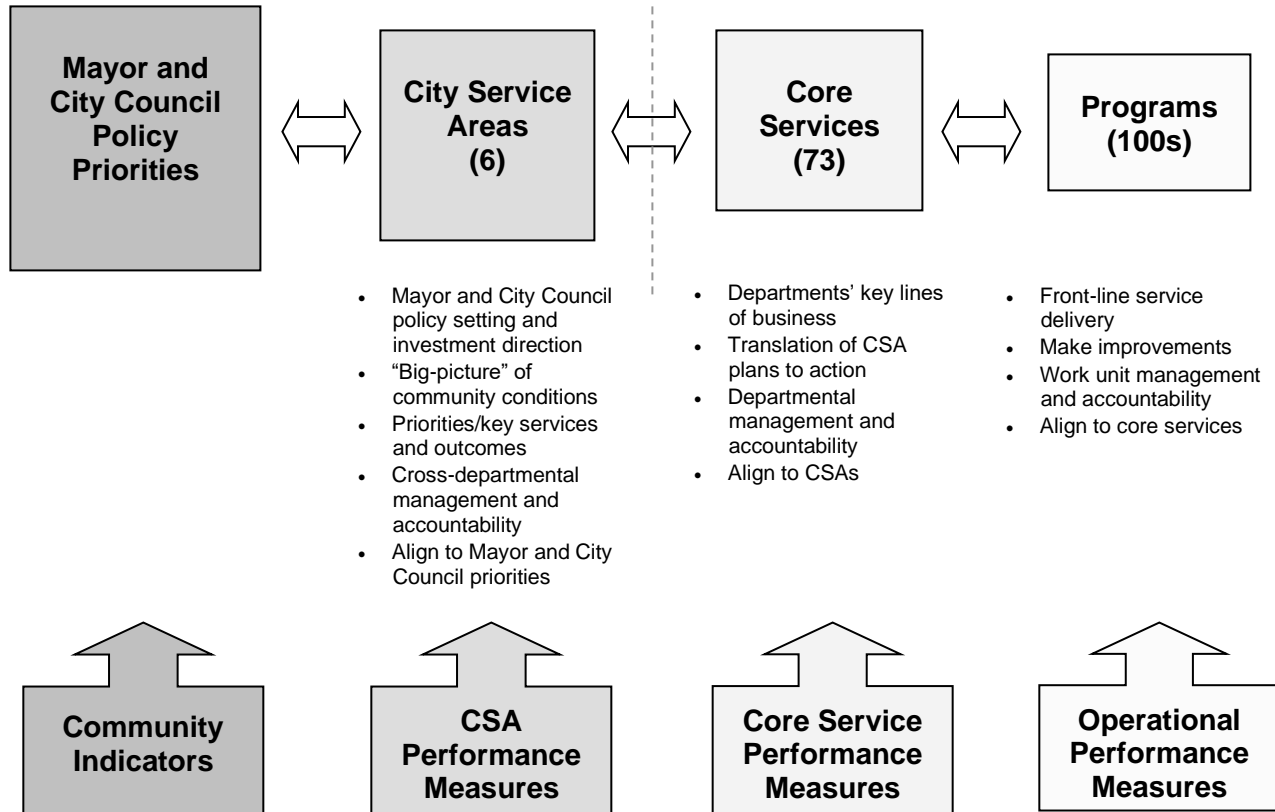 Mayor and
City Council
Policy
Priorities
City Service
Areas
(6)
Core
Services
(73)
Programs
(100s)
• Mayor and City Council
policy setting and
investment direction
• “Big-picture” of
community conditions
• Priorities/key services
and outcomes
• Cross-departmental
management and
accountability
• Align to Mayor and City
Council priorities
• Departments’ key lines
of business
• Translation of CSA
plans to action
• Departmental
management and
accountability
• Align to CSAs
• Front-line service
delivery
• Make improvements
• Work unit management
and accountability
• Align to core services
Community
Indicators
CSA
Performance
Measures
Core Service
Performance
Measures
Operational
Performance
Measures